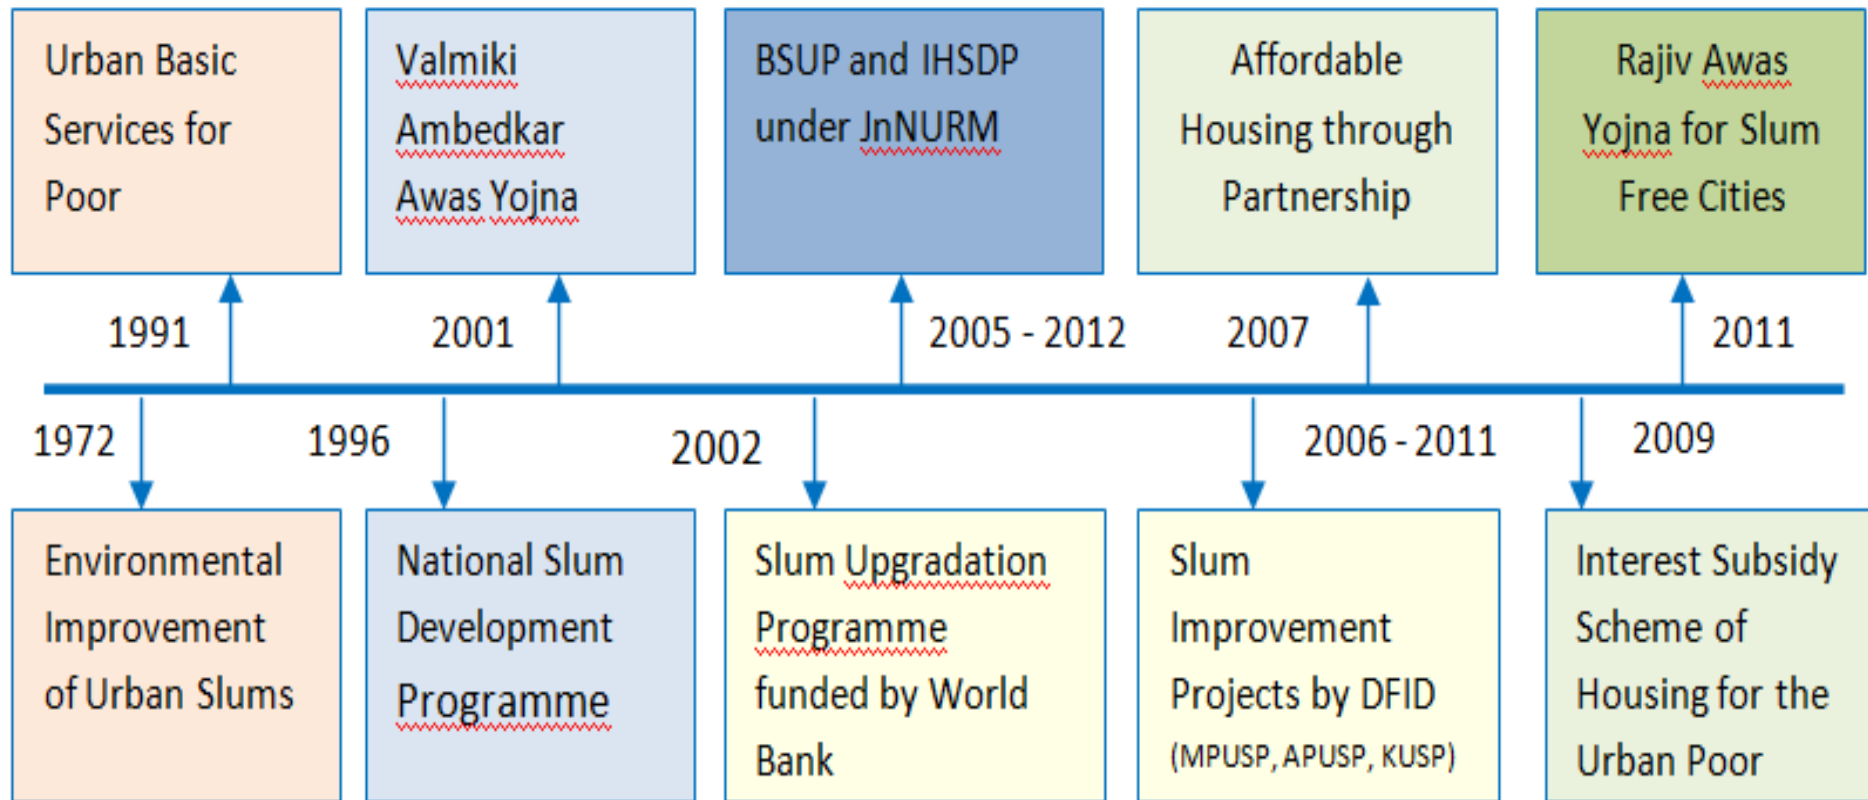 Urban Basic
Services for
Poor
Valmiki
Ambedkar
Awas Yojna
BSUP and IHSDP
under JnNURM
Affordable
Housing through
Partnership
Rajiv Awas
Yojna for Slum
Free Cities
1991
2001
2005 - 2012
2007
2011
1972
1996
2002
2006 - 2011
2009
Environmental
Improvement
of Urban Slums
National Slum
Development
Programme
Slum Upgradation
Programme
funded by World
Bank
Slum
Improvement
Projects by DFID
(MPUSP, APUSP, KUSP)
Interest Subsidy
Scheme of
Housing for the
Urban Poor